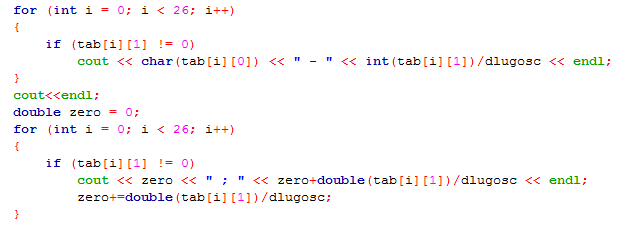 for (int i = 0; i < 26; i++)
{
    if (tab[i][1] != 0)
        cout << char(tab[i][0]) << " - " << int(tab[i][1])/dlugosc << endl;
}
cout<<endl;
double zero = 0;
for (int i = 0; i < 26; i++)
{
    if (tab[i][1] != 0)
        cout << zero << " ; " << zero+double(tab[i][1])/dlugosc << endl;
        zero+=double(tab[i][1])/dlugosc;
}